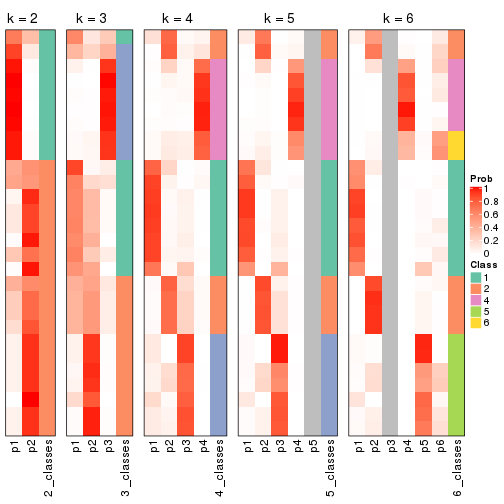 k = 2
k = 3
k = 4
k = 5
k = 6
Prob
1
0.8
0.6
0.4
0.2
0
Class
1
2
4
5
6
p1
p2
2_classes
p1
p2
p3
3_classes
p1
p2
p3
p4
4_classes
p1
p2
p3
p4
p5
5_classes
p1
p2
p3
p4
p5
p6
6_classes